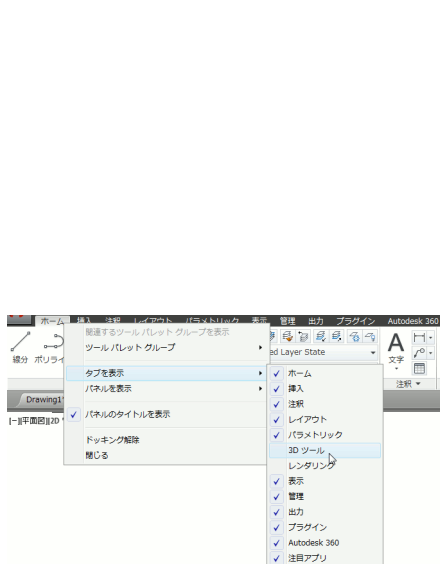 ホーム 挿入 注釈 レイアウト パラメトリック 表示 管理 出力 プラグイン Autodesk 360
関連するツール パレット グループを表示
ツール パレット グループ
タブを表示
パネルを表示
パネルのタイトルを表示
ドッキング解除
閉じる
線分 ポリライ
ed Layer State
文字
注釈
Drawing1
[−][平面図][2D
ホーム
挿入
注釈
レイアウト
パラメトリック
3D ツール
レンダリング
表示
管理
出力
プラグイン
Autodesk 360
注目アプリ